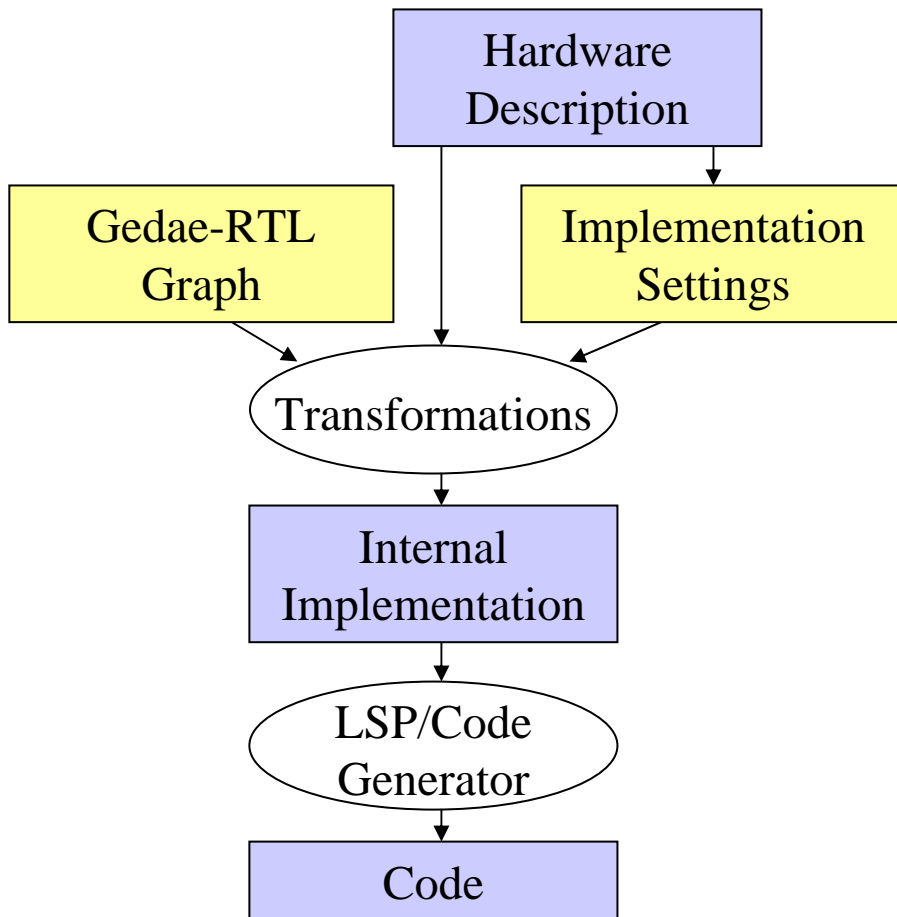 Hardware
Description
Gedae-RTL
Graph
Implementation
Settings
Transformations
Internal
Implementation
LSP/Code
Generator
Code